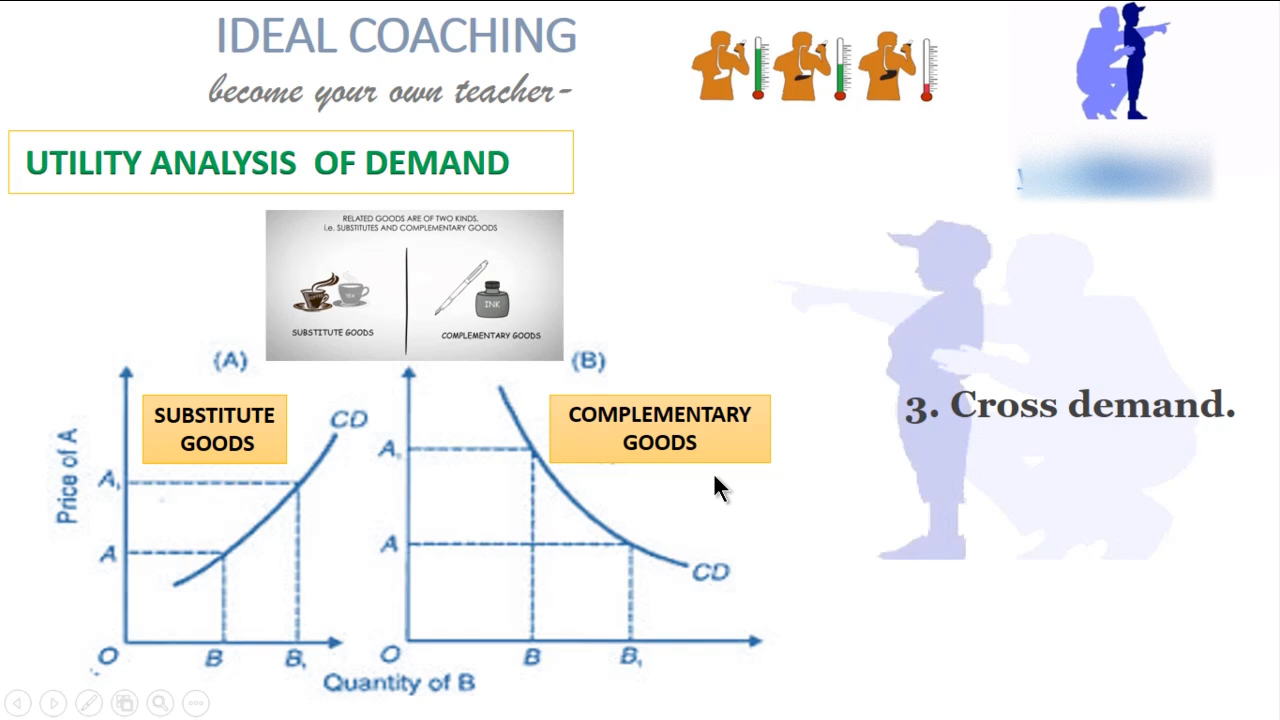 IDEAL COACHING
become your own teacher-
UTILITY ANALYSIS OF DEMAND
RELATED GOODS ARE OF TWO KINDS.
i.e. SUBSTITUTES AND COMPLEMENTARY GOODS
COFFEE
TEA
INK
SUBSTITUTE GOODS
COMPLEMENTARY GOODS
(A)
(B)
SUBSTITUTE
GOODS
CD
COMPLEMENTARY
GOODS
3. Cross demand.
Price of A
A₁
A
O
B
B₁
A₁
A
CD
O
B
B₁
Quantity of B